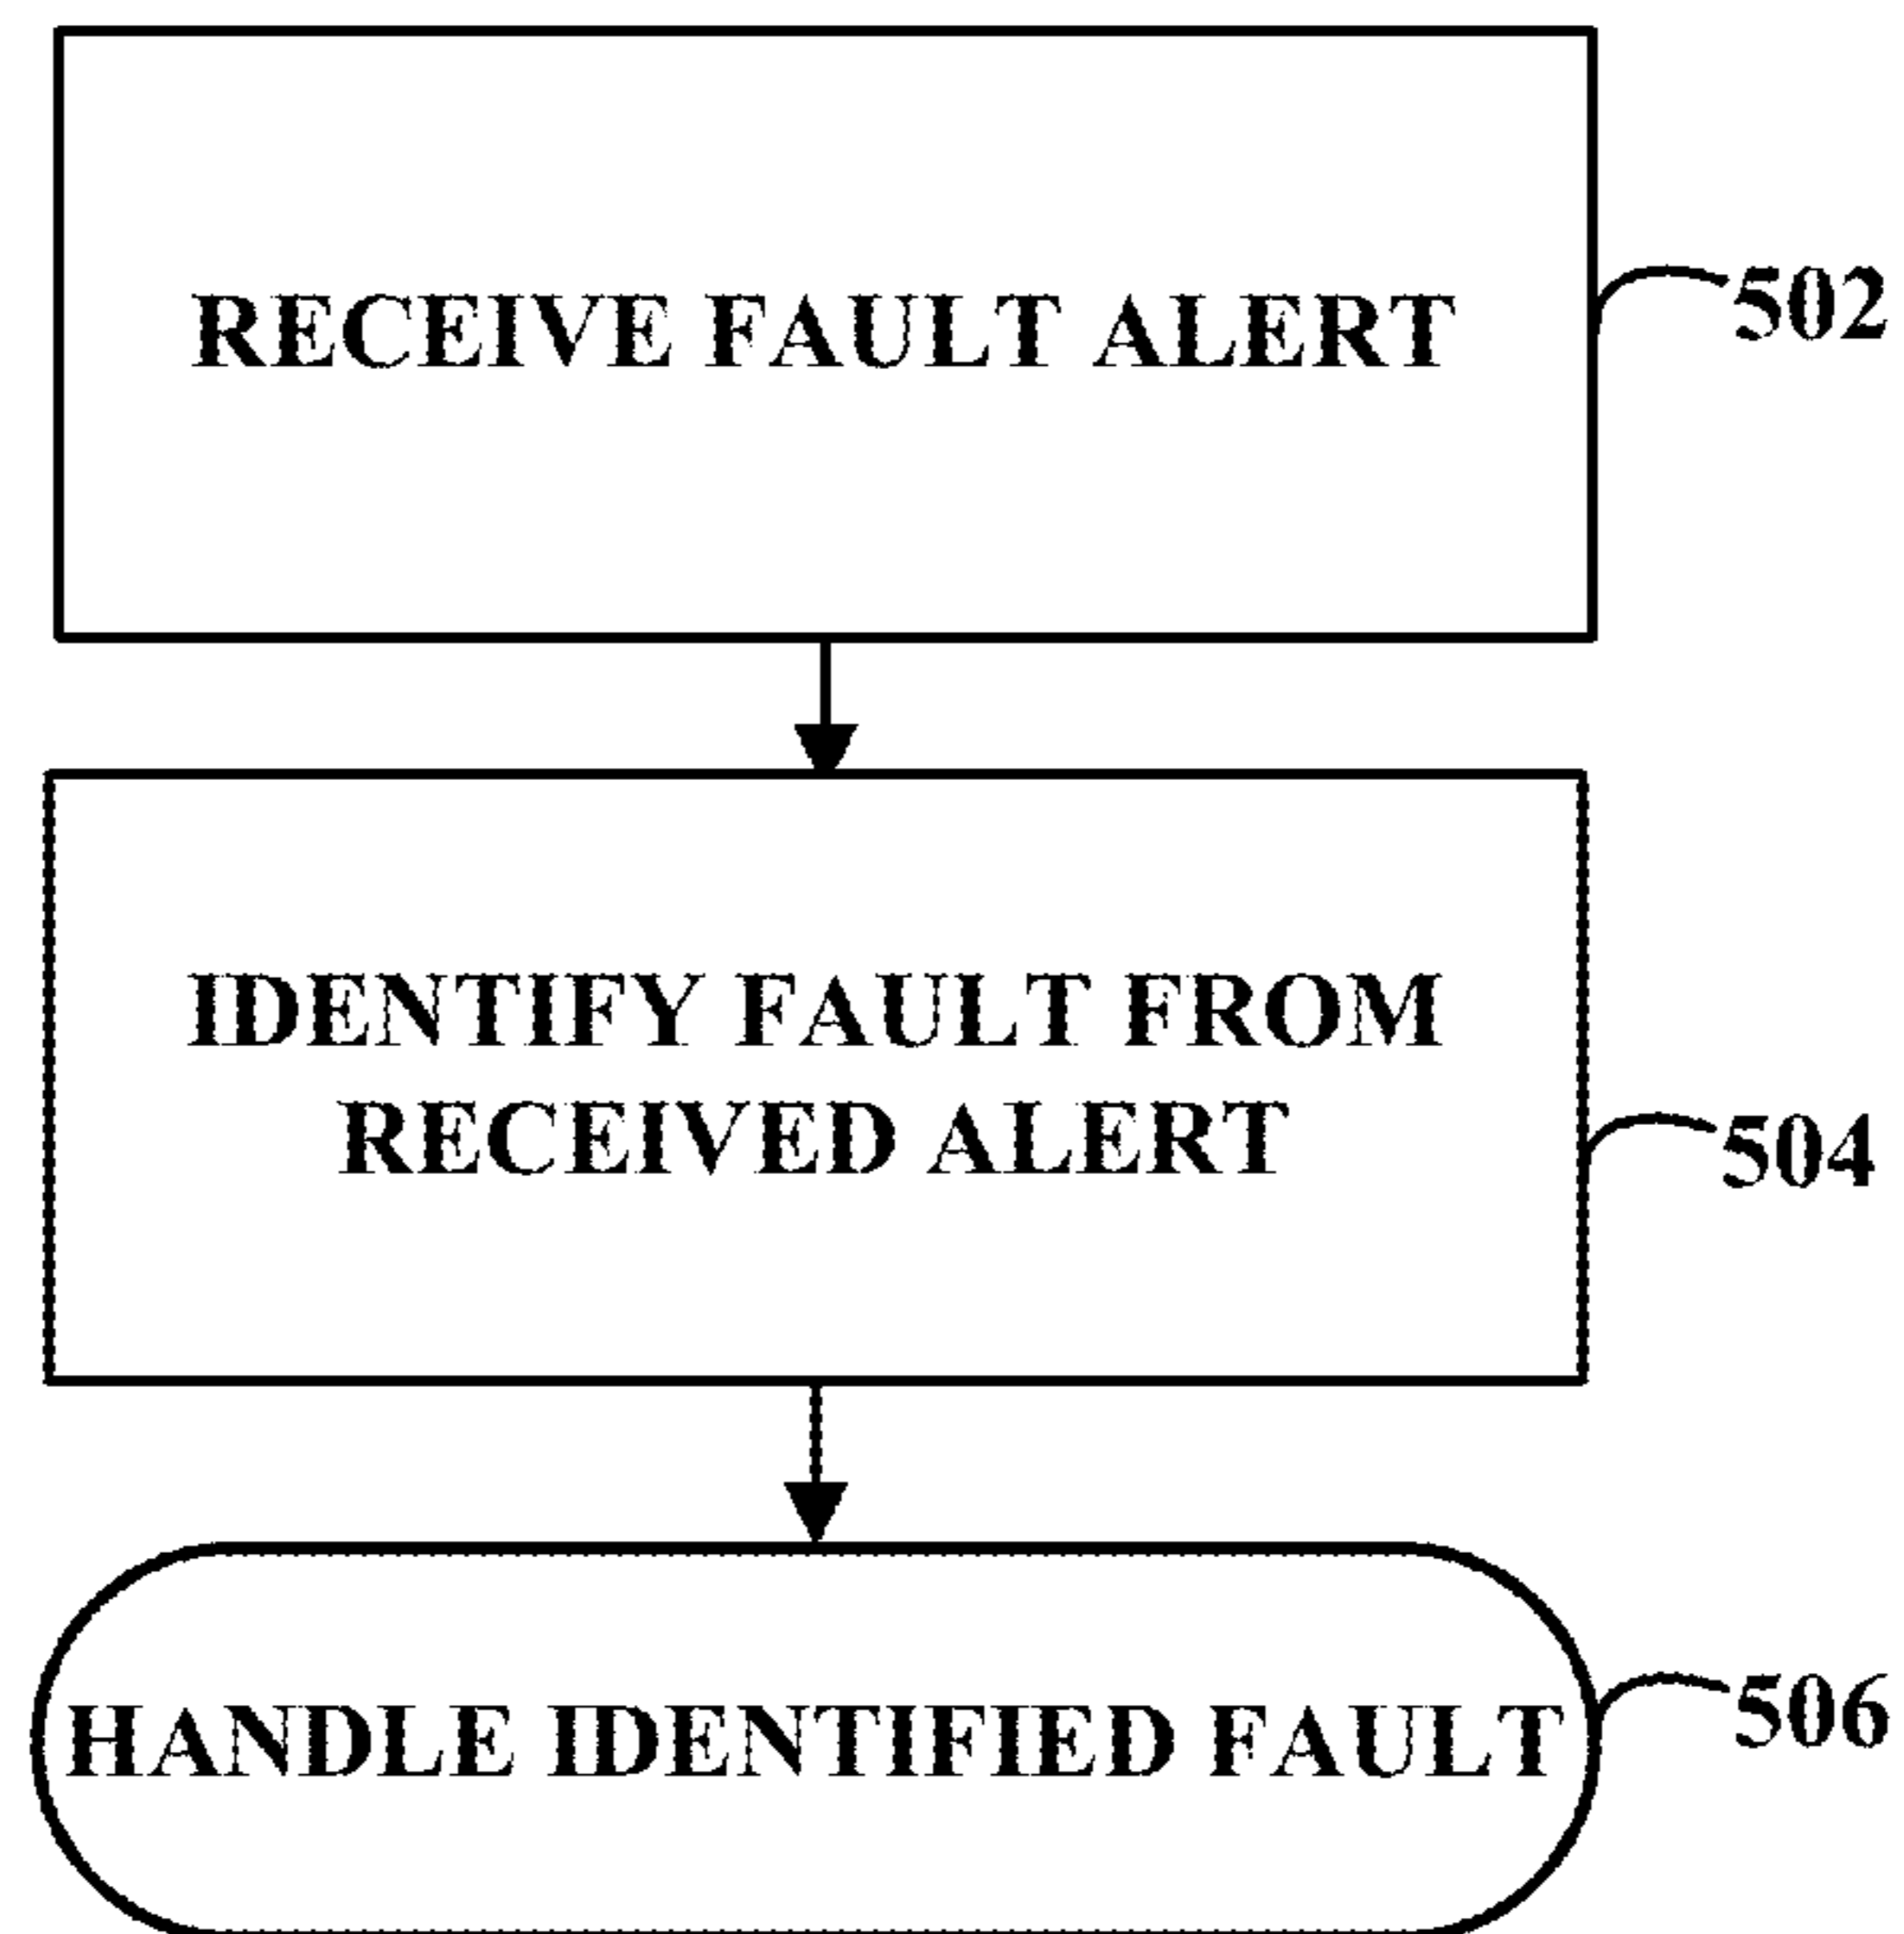 RECEIVE FAULT ALERT
502
IDENTIFY FAULT FROM
RECEIVED ALERT
504
HANDLE IDENTIFIED FAULT
506